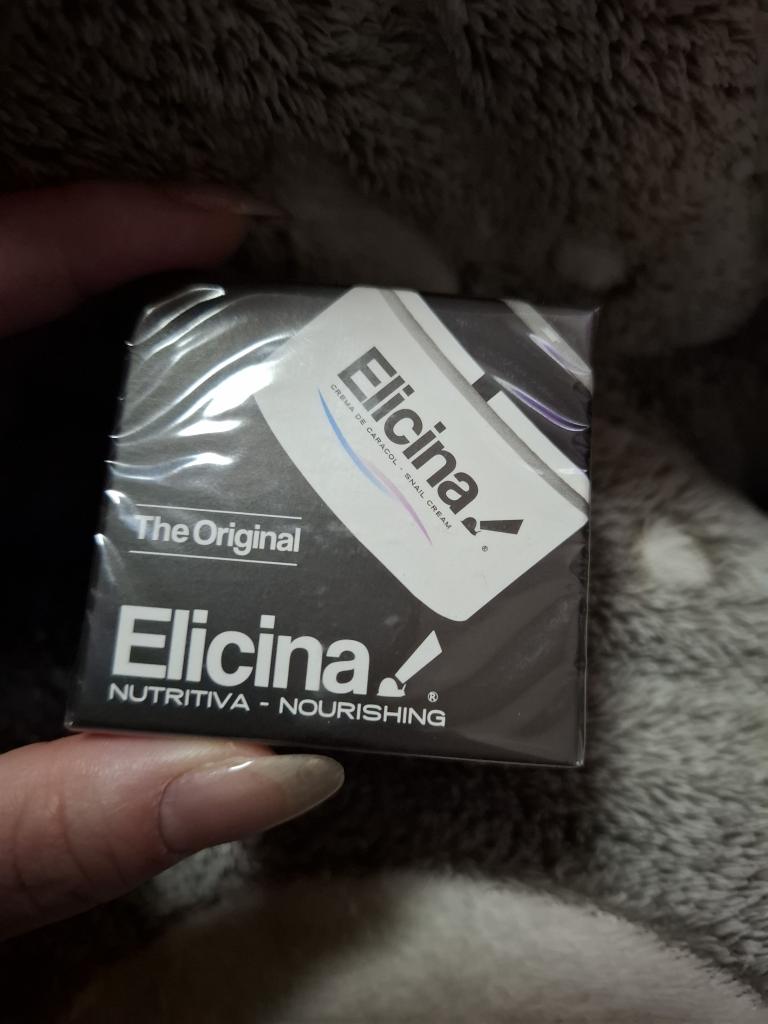 Elicina
CREMA DE CARACOL - SNAIL CREAM
®
The Original
Elicina
®
NUTRITIVA - NOURISHING